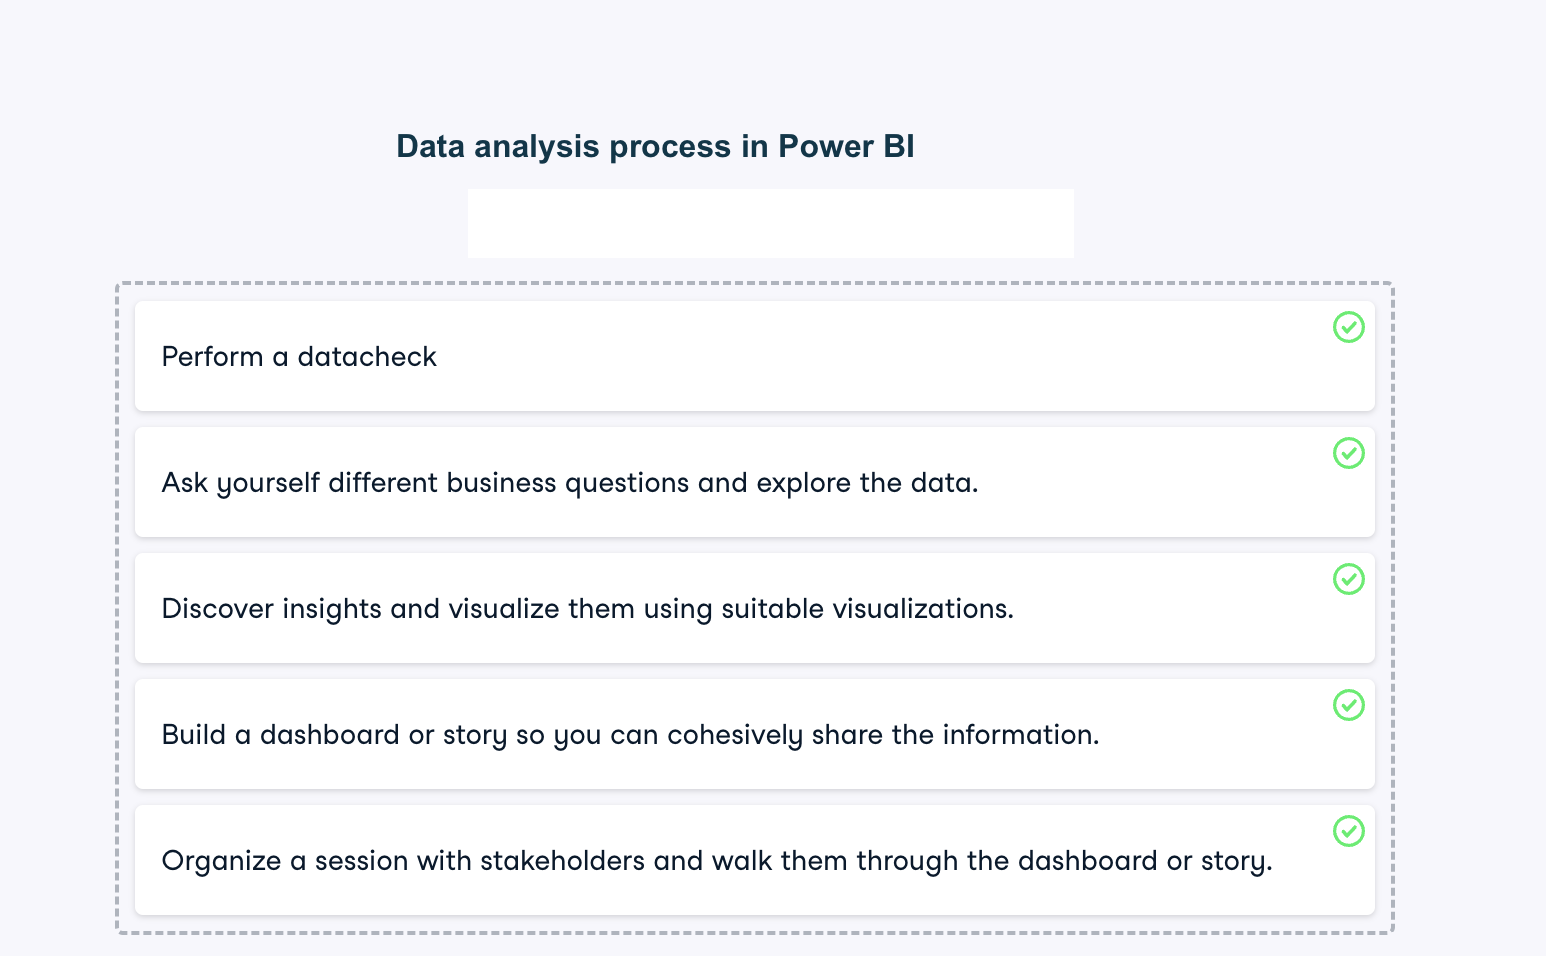 Data analysis process in Power BI
Perform a datacheck
Ask yourself different business questions and explore the data.
Discover insights and visualize them using suitable visualizations.
Build a dashboard or story so you can cohesively share the information.
Organize a session with stakeholders and walk them through the dashboard or story.